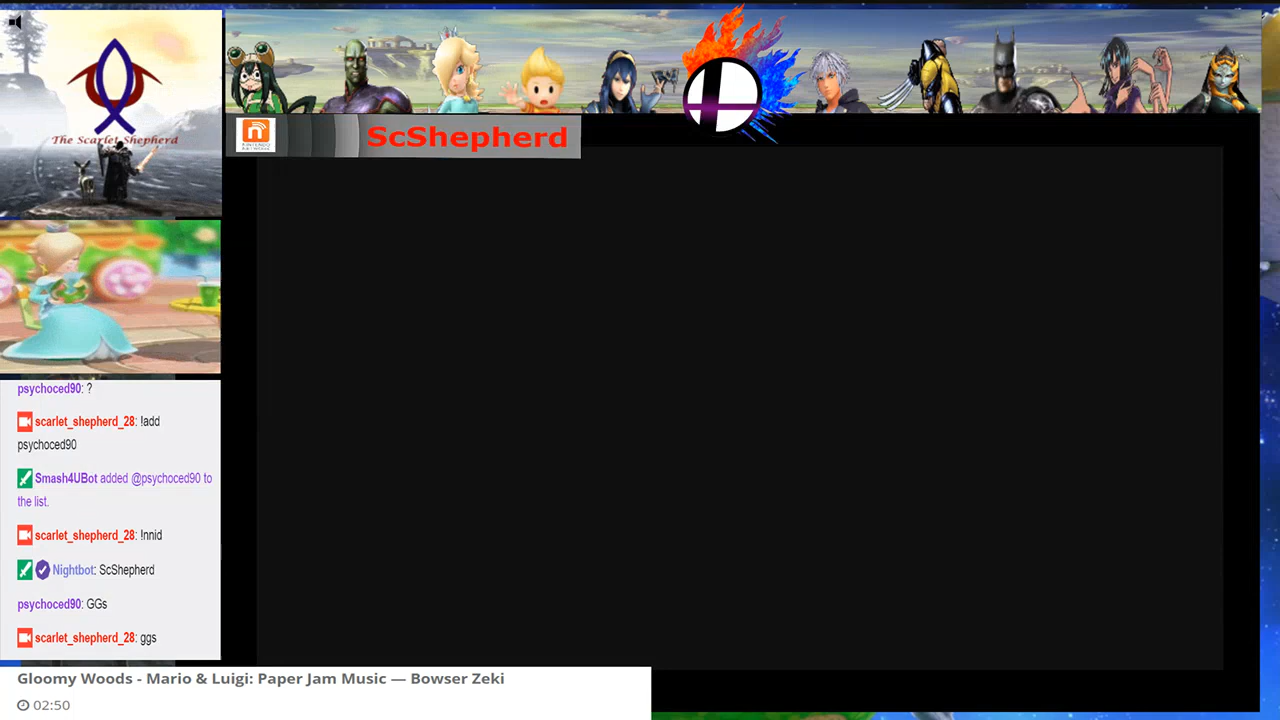 The Scarlet Shepherd
ScShepherd
psychoced90: ?
scarlet_shepherd_28: !add
psychoced90
Smash4UBot added @psychoced90 to
the list.
scarlet_shepherd_28: !nnid
Nightbot: ScShepherd
psychoced90: GGs
scarlet_shepherd_28: ggs
Gloomy Woods - Mario & Luigi: Paper Jam Music — Bowser Zeki
02:50